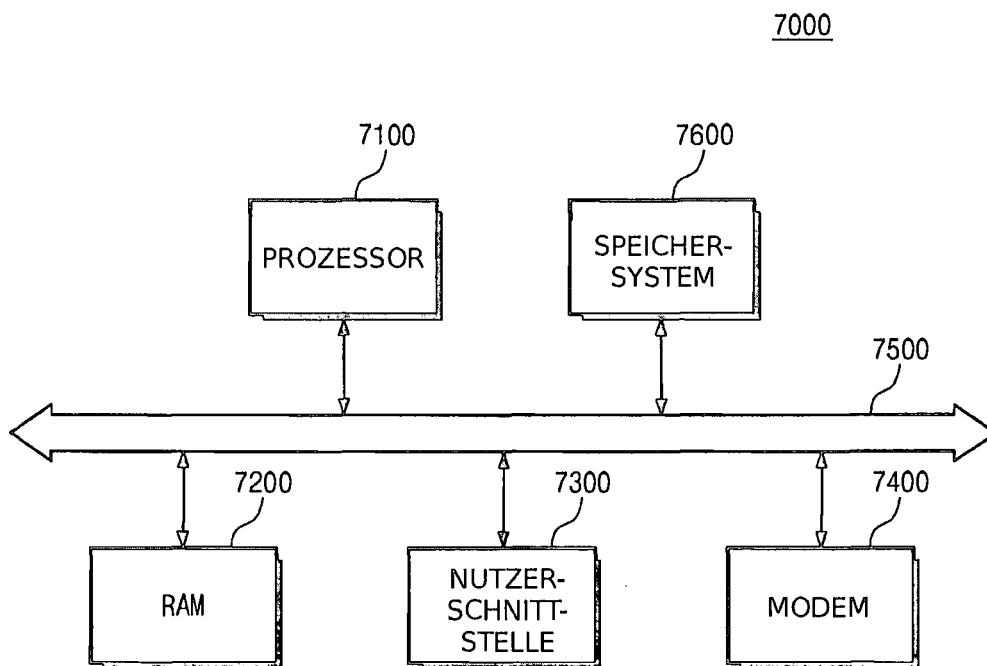 7000
7100
7600
PROZESSOR
SPEICHER-
SYSTEM
7500
7200
7300
7400
RAM
NUTZER-
SCHNITT-
STELLE
MODEM